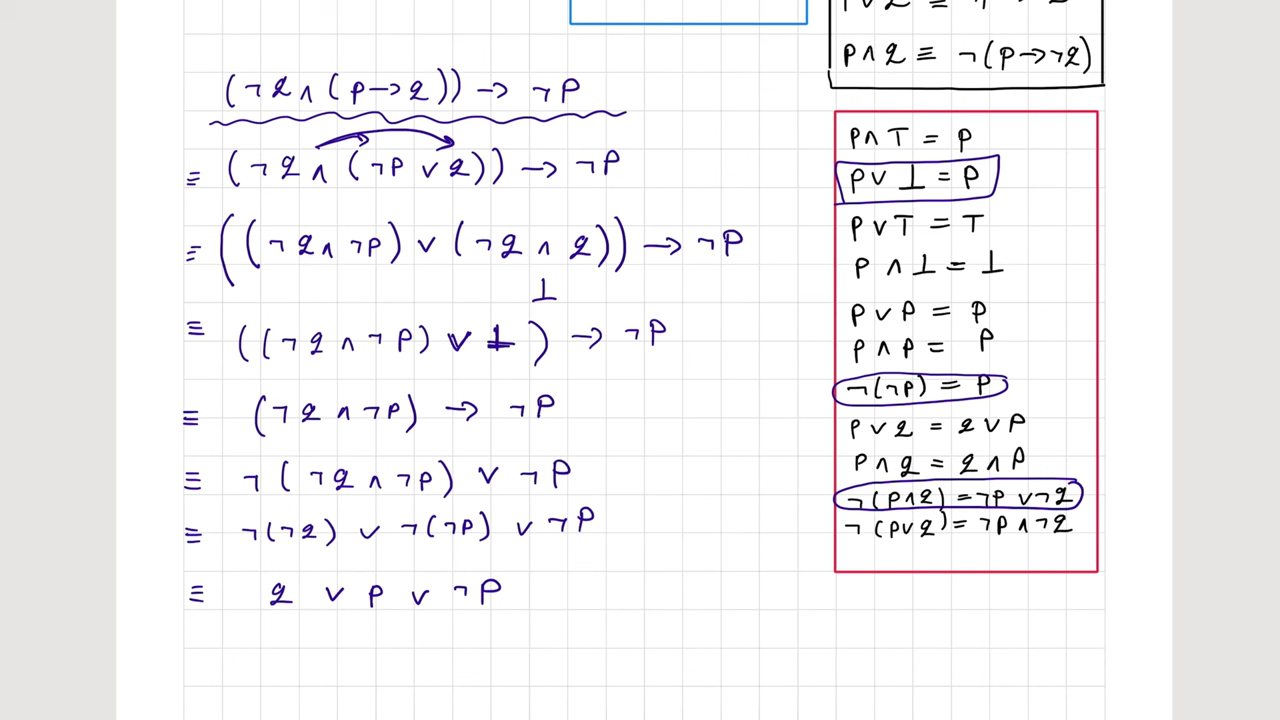 p ∧ q ≡ ¬(p → ¬q)
(¬q ∧ (p → q)) → ¬p
≡ (¬q ∧ (¬p ∨ q)) → ¬p
≡ ((¬q ∧ ¬p) ∨ (¬q ∧ q)) → ¬p
⊥
≡ ((¬q ∧ ¬p) ∨ ⊥) → ¬p
≡ (¬q ∧ ¬p) → ¬p
≡ ¬(¬q ∧ ¬p) ∨ ¬p
≡ ¬(¬q) ∨ ¬(¬p) ∨ ¬p
≡ q ∨ p ∨ ¬p
p ∧ T = p
p ∨ ⊥ = p
p ∨ T = T
p ∧ ⊥ = ⊥
p ∨ p = p
p ∧ p = p
¬(¬p) = p
p ∨ q = q ∨ p
p ∧ q = q ∧ p
¬(p ∧ q) = ¬p ∨ ¬q
¬(p ∨ q) = ¬p ∧ ¬q